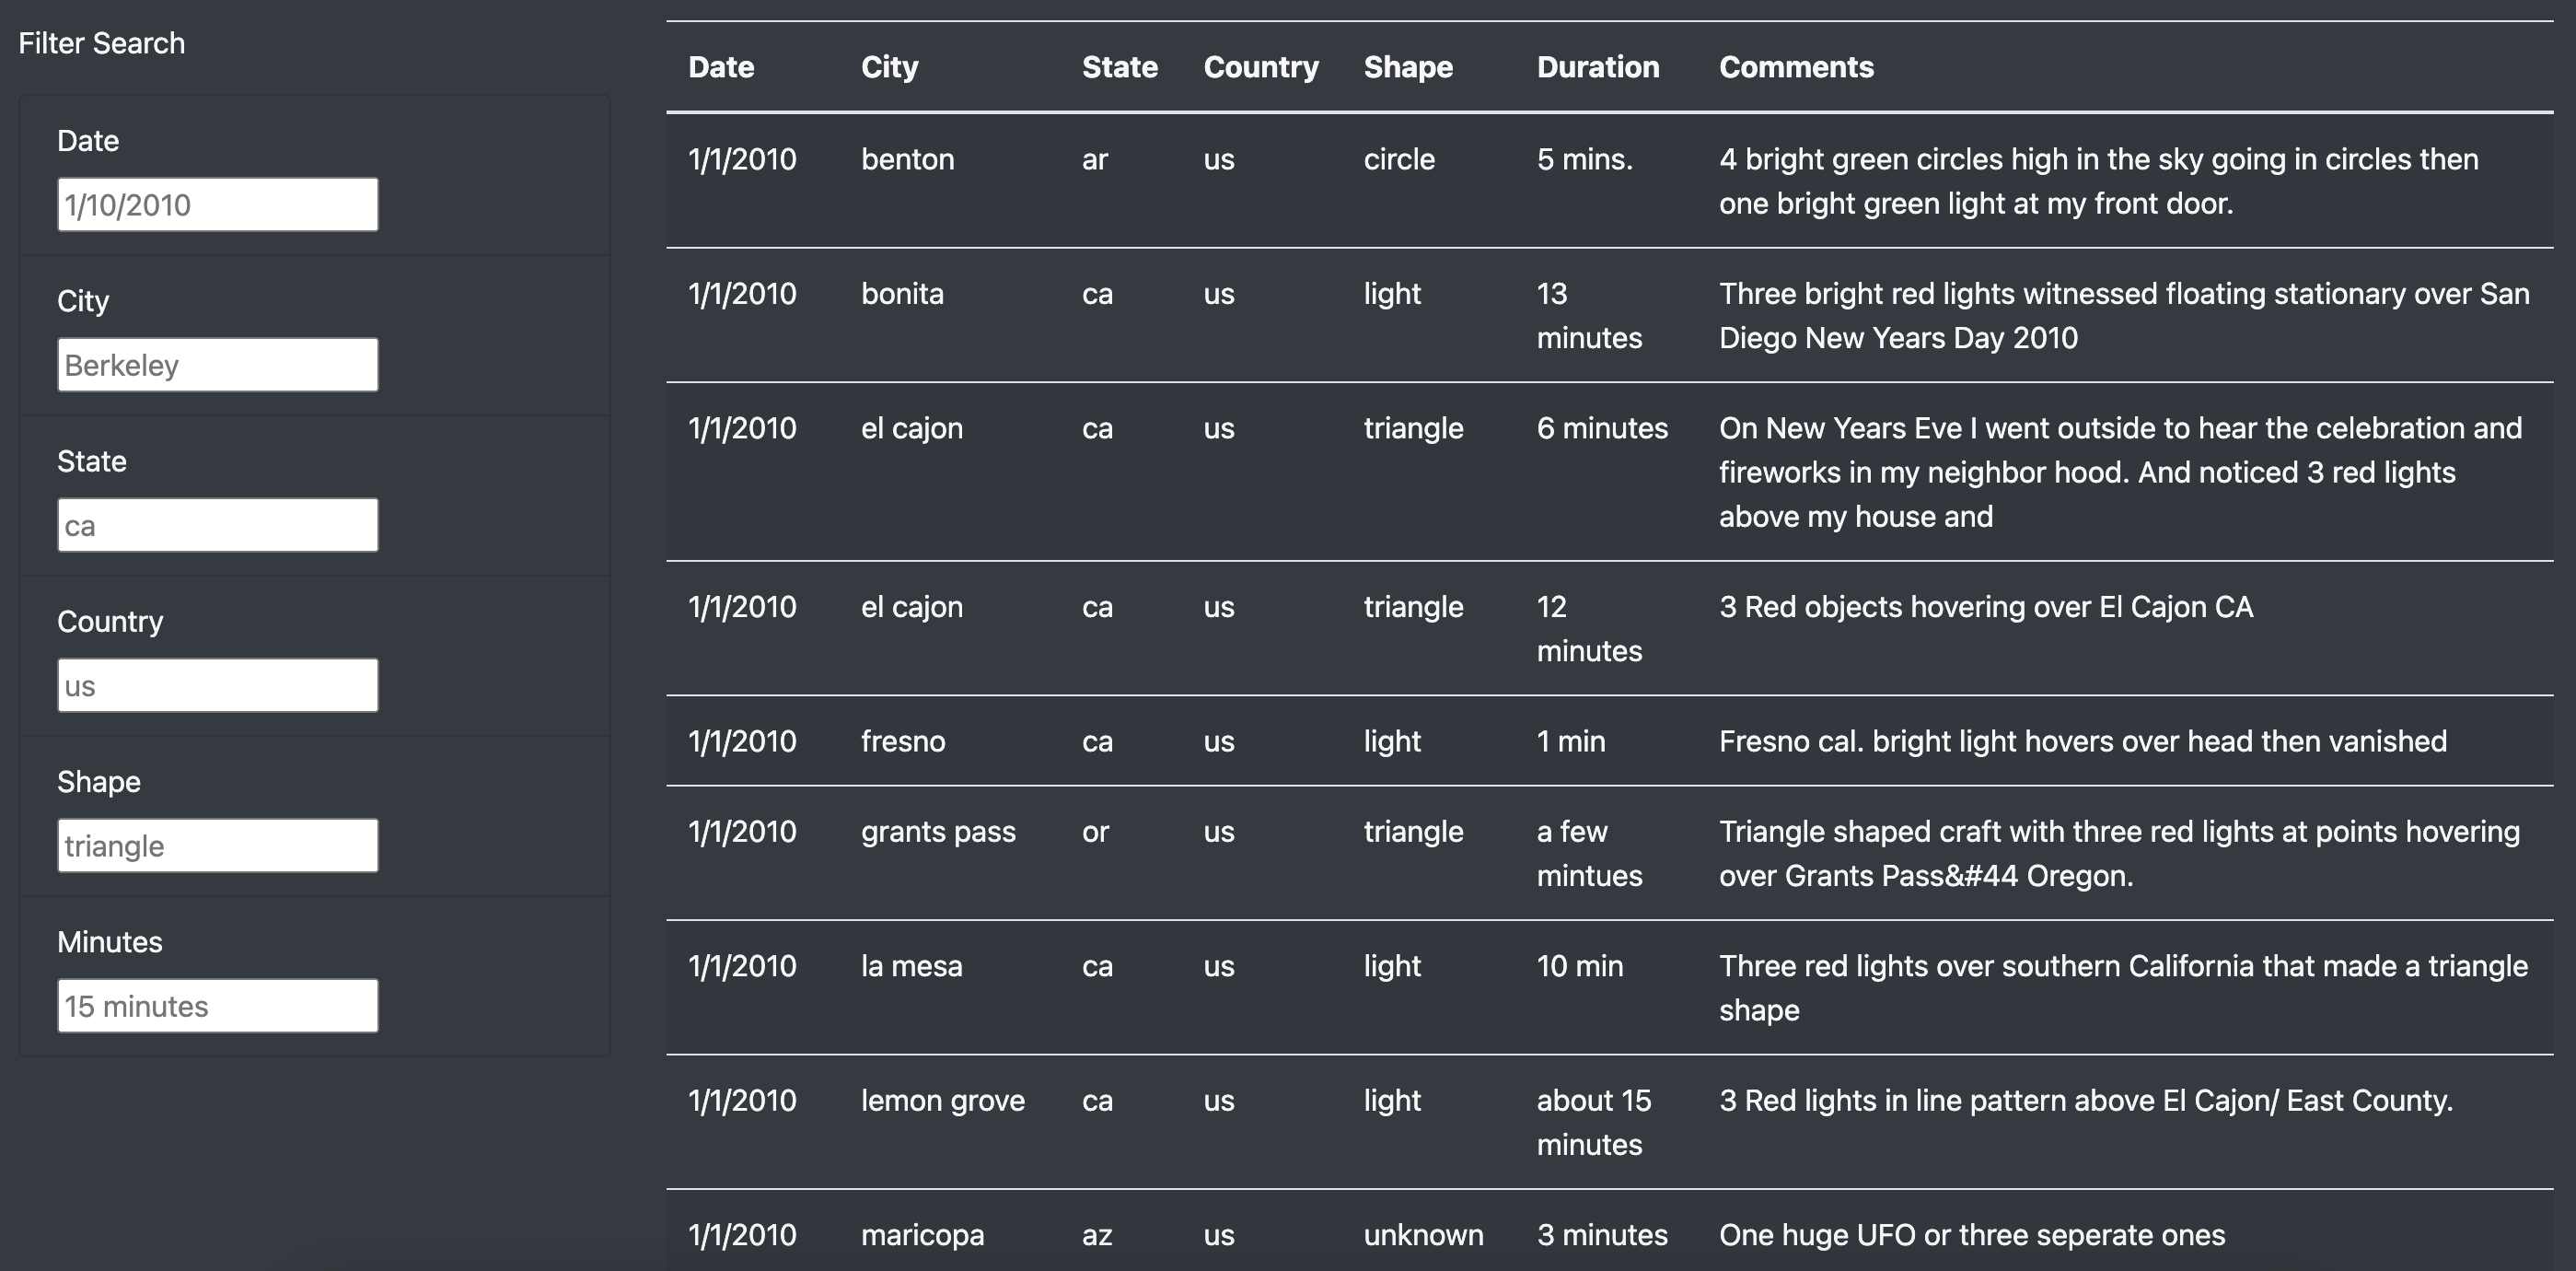 Filter Search
Date
1/10/2010
City
Berkeley
State
ca
Country
us
Shape
triangle
Minutes
15 minutes
Date City State Country Shape Duration Comments
1/1/2010 benton ar us circle 5 mins. 4 bright green circles high in the sky going in circles then
one bright green light at my front door.
1/1/2010 bonita ca us light 13 Three bright red lights witnessed floating stationary over San
minutes Diego New Years Day 2010
1/1/2010 el cajon ca us triangle 6 minutes On New Years Eve I went outside to hear the celebration and
fireworks in my neighbor hood. And noticed 3 red lights
above my house and
1/1/2010 el cajon ca us triangle 12 3 Red objects hovering over El Cajon CA
minutes
1/1/2010 fresno ca us light 1 min Fresno cal. bright light hovers over head then vanished
1/1/2010 grants pass or us triangle a few Triangle shaped craft with three red lights at points hovering
mintues over Grants Pass&#44 Oregon.
1/1/2010 la mesa ca us light 10 min Three red lights over southern California that made a triangle
shape
1/1/2010 lemon grove ca us light about 15 3 Red lights in line pattern above El Cajon/ East County.
minutes
1/1/2010 maricopa az us unknown 3 minutes One huge UFO or three seperate ones